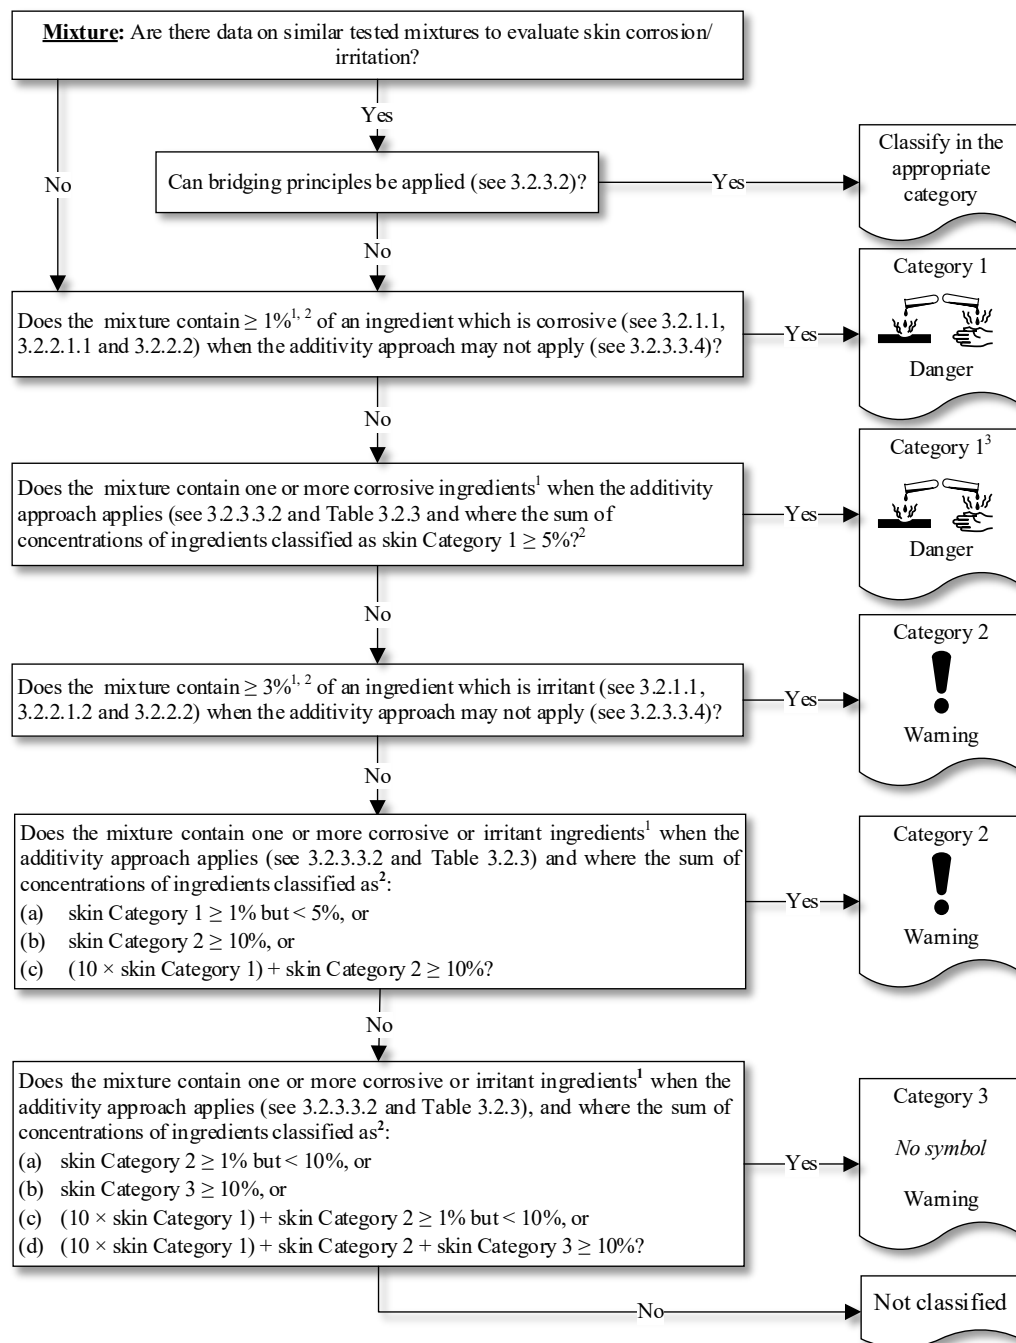 Mixture: Are there data on similar tested mixtures to evaluate skin corrosion/
irritation?
Yes
No
Can bridging principles be applied (see 3.2.3.2)?
Yes
Classify in the
appropriate
category
No
Does the mixture contain ≥ 1%1, 2 of an ingredient which is corrosive (see 3.2.1.1,
3.2.2.1.1 and 3.2.2.2) when the additivity approach may not apply (see 3.2.3.3.4)?
Yes
Category 1
Danger
No
Does the mixture contain one or more corrosive ingredients1 when the additivity
approach applies (see 3.2.3.3.2 and Table 3.2.3 and where the sum of
concentrations of ingredients classified as skin Category 1 ≥ 5%?2
Yes
Category 13
Danger
No
Does the mixture contain ≥ 3%1, 2 of an ingredient which is irritant (see 3.2.1.1,
3.2.2.1.2 and 3.2.2.2) when the additivity approach may not apply (see 3.2.3.3.4)?
Yes
Category 2
Warning
No
Does the mixture contain one or more corrosive or irritant ingredients1 when the
additivity approach applies (see 3.2.3.3.2 and Table 3.2.3) and where the sum of
concentrations of ingredients classified as2:
(a) skin Category 1 ≥ 1% but < 5%, or
(b) skin Category 2 ≥ 10%, or
(c) (10 × skin Category 1) + skin Category 2 ≥ 10%?
Yes
Category 2
Warning
No
Does the mixture contain one or more corrosive or irritant ingredients1 when the
additivity approach applies (see 3.2.3.3.2 and Table 3.2.3), and where the sum of
concentrations of ingredients classified as2:
(a) skin Category 2 ≥ 1% but < 10%, or
(b) skin Category 3 ≥ 10%, or
(c) (10 × skin Category 1) + skin Category 2 ≥ 1% but < 10%, or
(d) (10 × skin Category 1) + skin Category 2 + skin Category 3 ≥ 10%?
Yes
Category 3
No symbol
Warning
No
Not classified